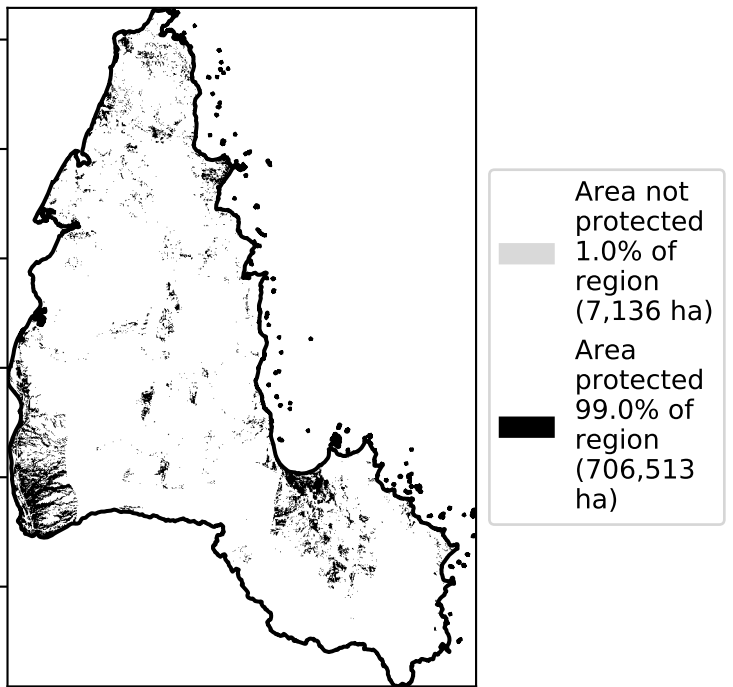 Area not
protected
1.0% of
region
(7,136 ha)
Area
protected
99.0% of
region
(706,513
ha)